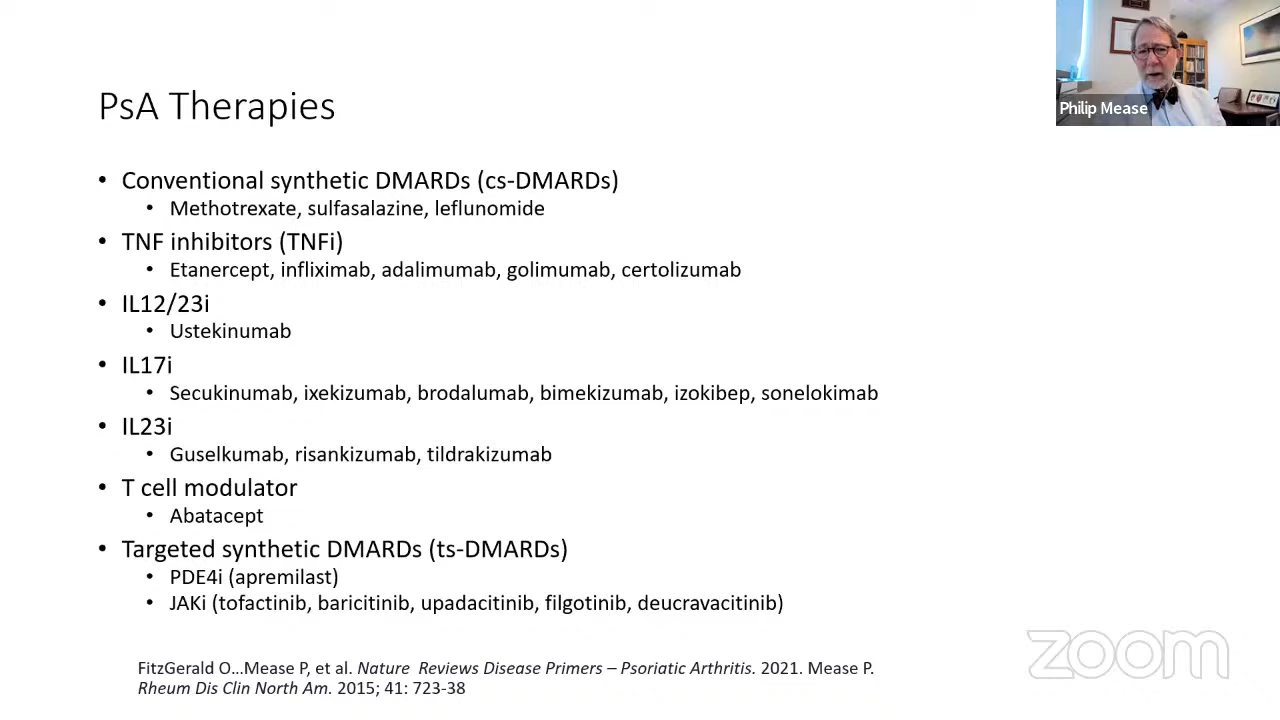 Philip Mease
PsA Therapies
• Conventional synthetic DMARDs (cs-DMARDs)
• Methotrexate, sulfasalazine, leflunomide
• TNF inhibitors (TNFi)
• Etanercept, infliximab, adalimumab, golimumab, certolizumab
• IL12/23i
• Ustekinumab
• IL17i
• Secukinumab, ixekizumab, brodalumab, bimekizumab, izokibep, sonelokimab
• IL23i
• Guselkumab, risankizumab, tildrakizumab
• T cell modulator
• Abatacept
• Targeted synthetic DMARDs (ts-DMARDs)
• PDE4i (apremilast)
• JAKi (tofactinib, baricitinib, upadacitinib, filgotinib, deucravacitinib)
FitzGerald O…Mease P, et al. Nature Reviews Disease Primers – Psoriatic Arthritis. 2021. Mease P.
Rheum Dis Clin North Am. 2015; 41: 723-38
zoom